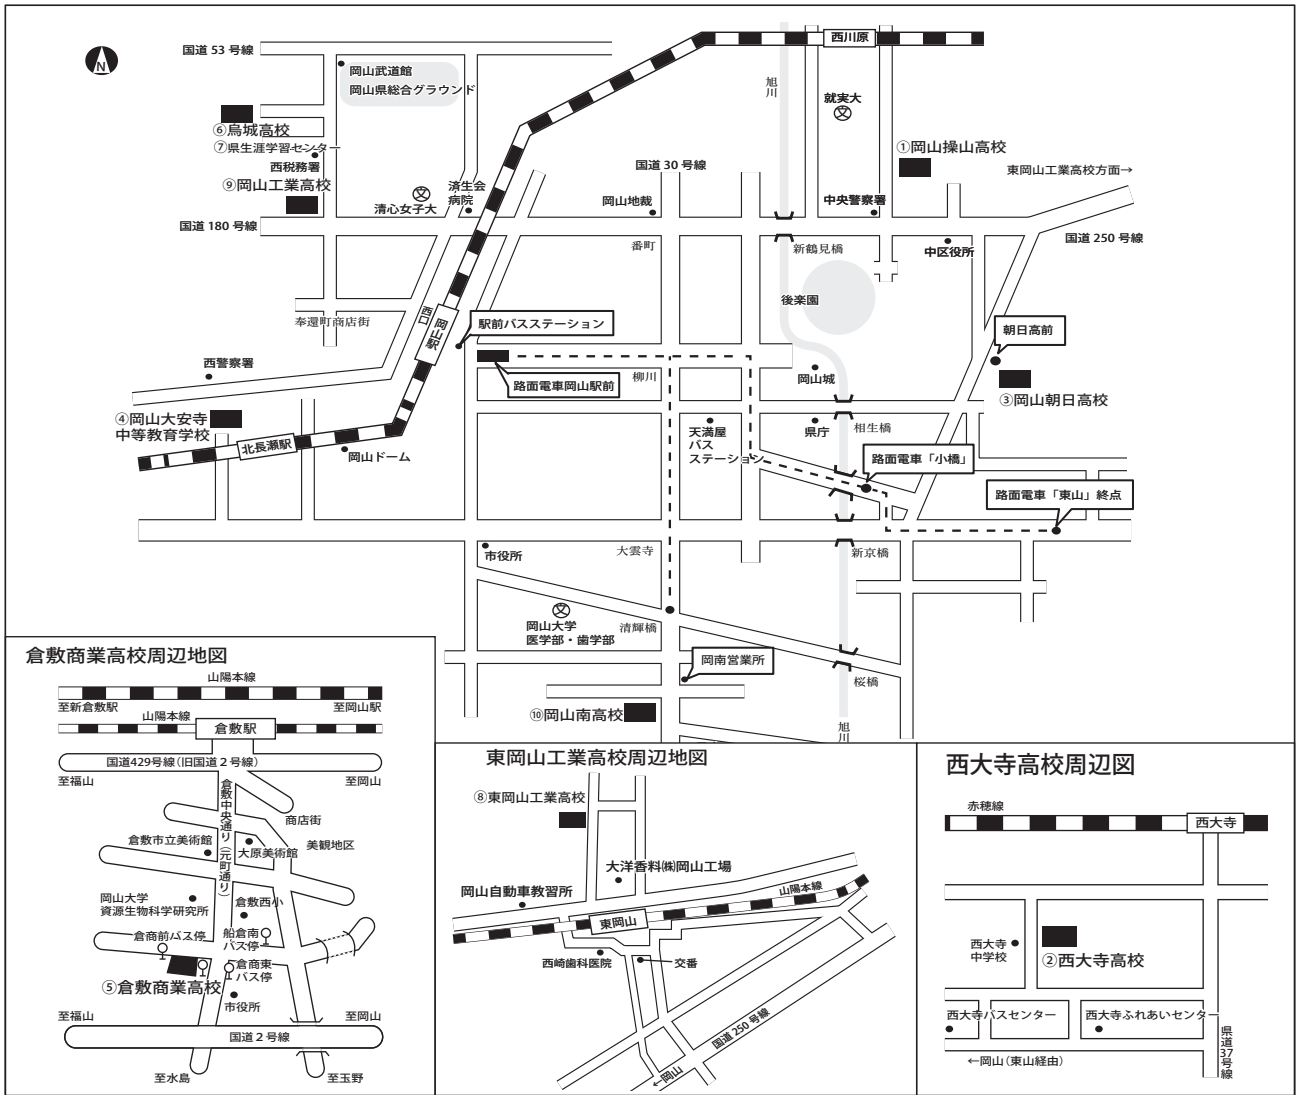 N
国道 53 号線
岡山武道館
岡山県総合グラウンド
⑥烏城高校
⑦県生涯学習センター
西税務署
⑨岡山工業高校
国道 180 号線
清心女子大
済生会
病院
西川原
旭川
就実大
①岡山操山高校
東岡山工業高校方面→
国道 30 号線
岡山地裁
中央警察署
国道 250 号線
番町
新鶴見橋
中区役所
後楽園
奉還町商店街
西口
岡山駅
駅前バスステーション
朝日高前
西警察署
路面電車岡山駅前
柳川
岡山城
③岡山朝日高校
④岡山大安寺
中等教育学校
北長瀬駅
岡山ドーム
天満屋
バス
ステーション
県庁
相生橋
路面電車「小橋」
路面電車「東山」終点
市役所
大雲寺
新京橋
岡山大学
医学部・歯学部
清輝橋
岡南営業所
桜橋
⑩岡山南高校
旭川
倉敷商業高校周辺地図
山陽本線
至新倉敷駅
至岡山駅
山陽本線
倉敷駅
国道429号線(旧国道2号線)
至福山
至岡山
倉敷中央通り(元町通り)
商店街
倉敷市立美術館
大原美術館
美観地区
岡山大学
資源生物科学研究所
倉敷西小
倉商前バス停
船倉南
バス停
倉商東
バス停
⑤倉敷商業高校
市役所
至福山
至岡山
国道2号線
至水島
至玉野
東岡山工業高校周辺地図
⑧東岡山工業高校
大洋香料㈱岡山工場
岡山自動車教習所
山陽本線
東岡山
西崎歯科医院
交番
国道 250 号線
←岡山
西大寺高校周辺図
赤穂線
西大寺
西大寺
中学校
②西大寺高校
西大寺バスセンター
西大寺ふれあいセンター
県道37号線
←岡山(東山経由)